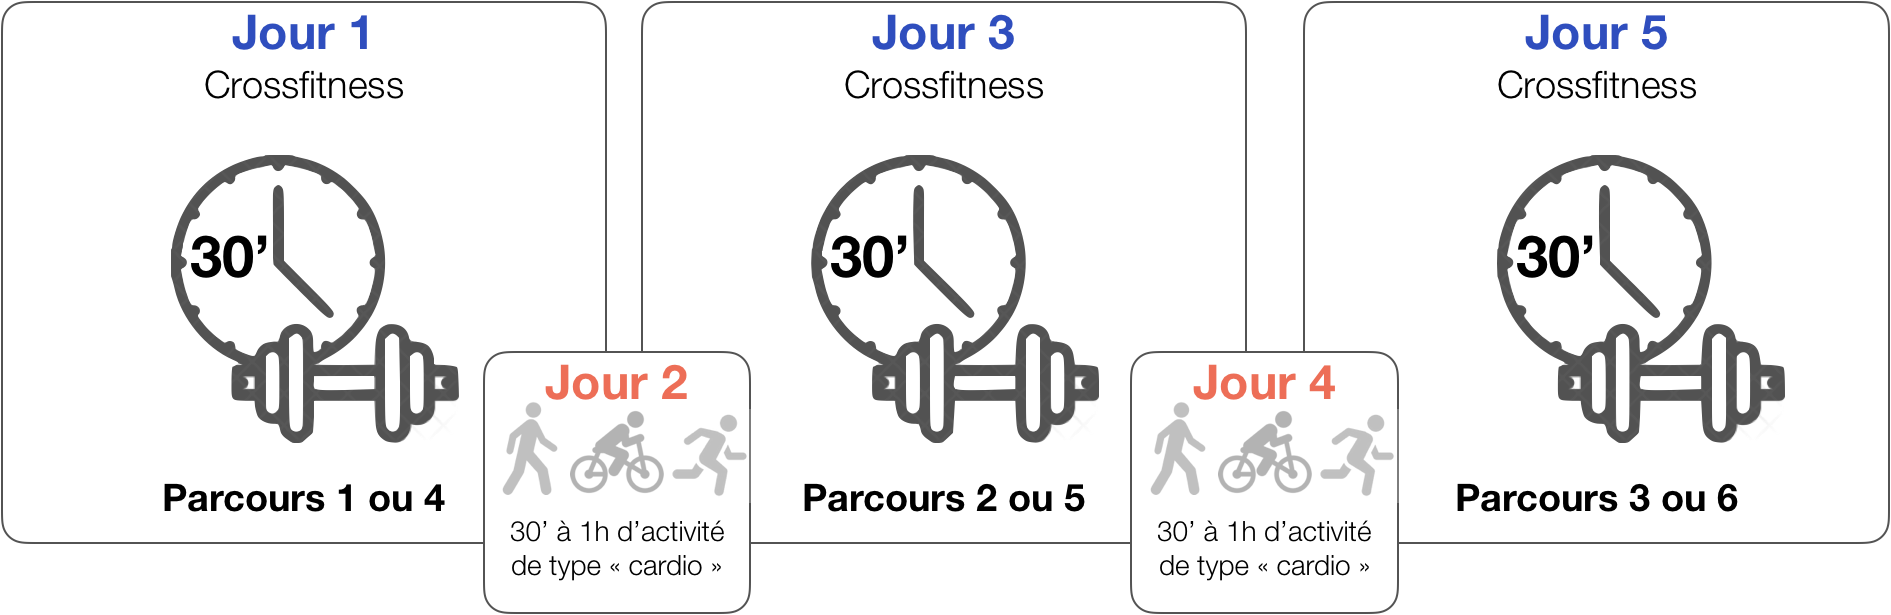 Jour 1
Crossfitness
30’
Parcours 1 ou 4
Jour 2
30’ à 1h d’activité
de type « cardio »
Jour 3
Crossfitness
30’
Parcours 2 ou 5
Jour 4
30’ à 1h d’activité
de type « cardio »
Jour 5
Crossfitness
30’
Parcours 3 ou 6